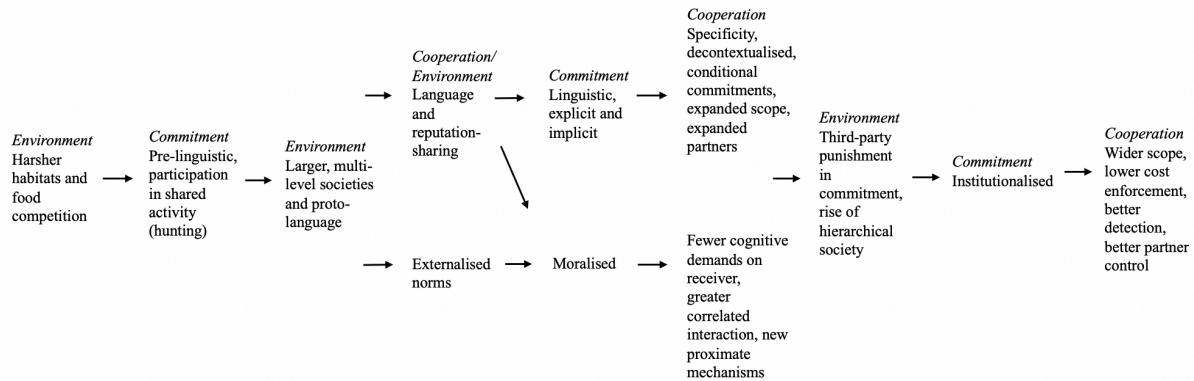 Environment
Harsher
habitats and
food
competition
Commitment
Pre-linguistic,
participation
in shared
activity
(hunting)
Environment
Larger, multi-
level societies
and proto-
language
Cooperation/
Environment
Language
and
reputation-
sharing
Commitment
Linguistic,
explicit and
implicit
Cooperation
Specificity,
decontextualised,
conditional
commitments,
expanded scope,
expanded
partners
Externalised
norms
Moralised
Fewer cognitive
demands on
receiver,
greater
correlated
interaction, new
proximate
mechanisms
Environment
Third-party
punishment
in
commitment,
rise of
hierarchical
society
Commitment
Institutionalised
Cooperation
Wider scope,
lower cost
enforcement,
better
detection,
better partner
control